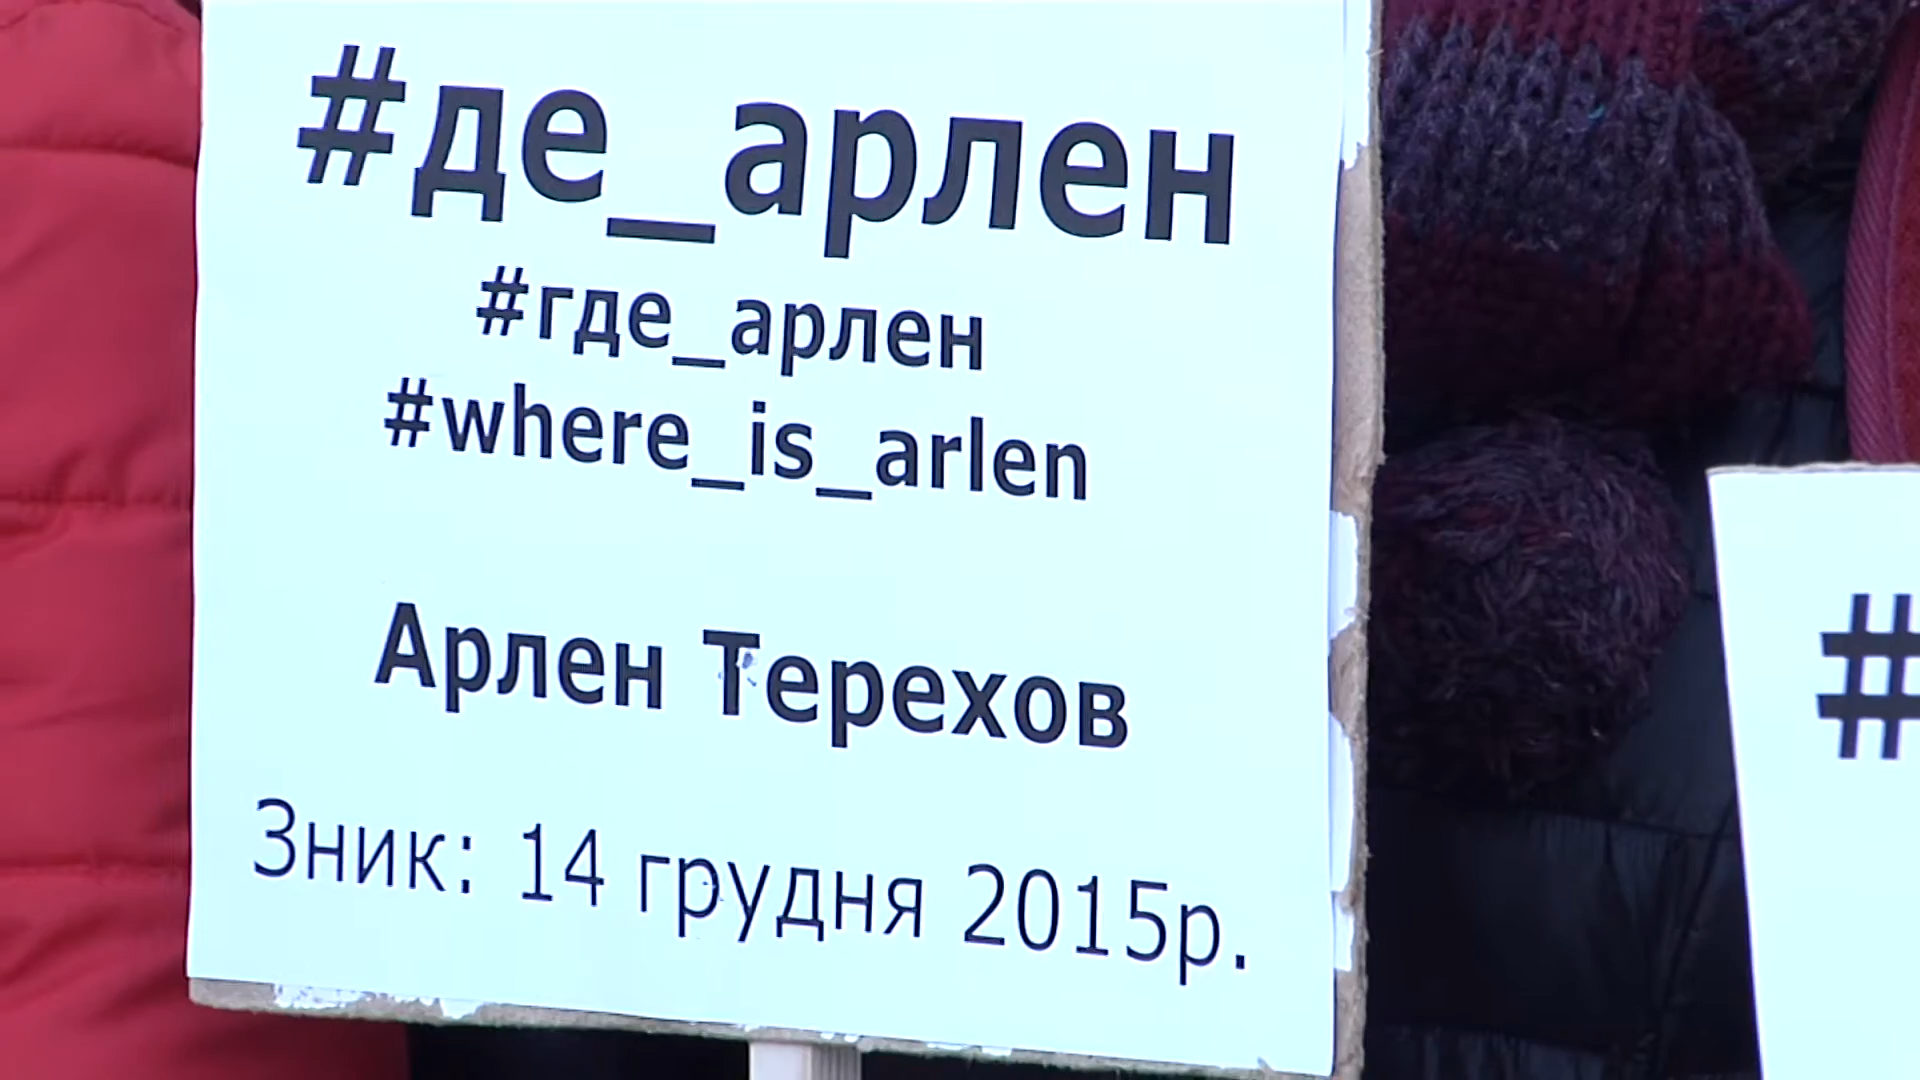 #де_арлен
#где_арлен
#where_is_arlen
Арлен Терехов
Зник: 14 грудня 2015р.
#